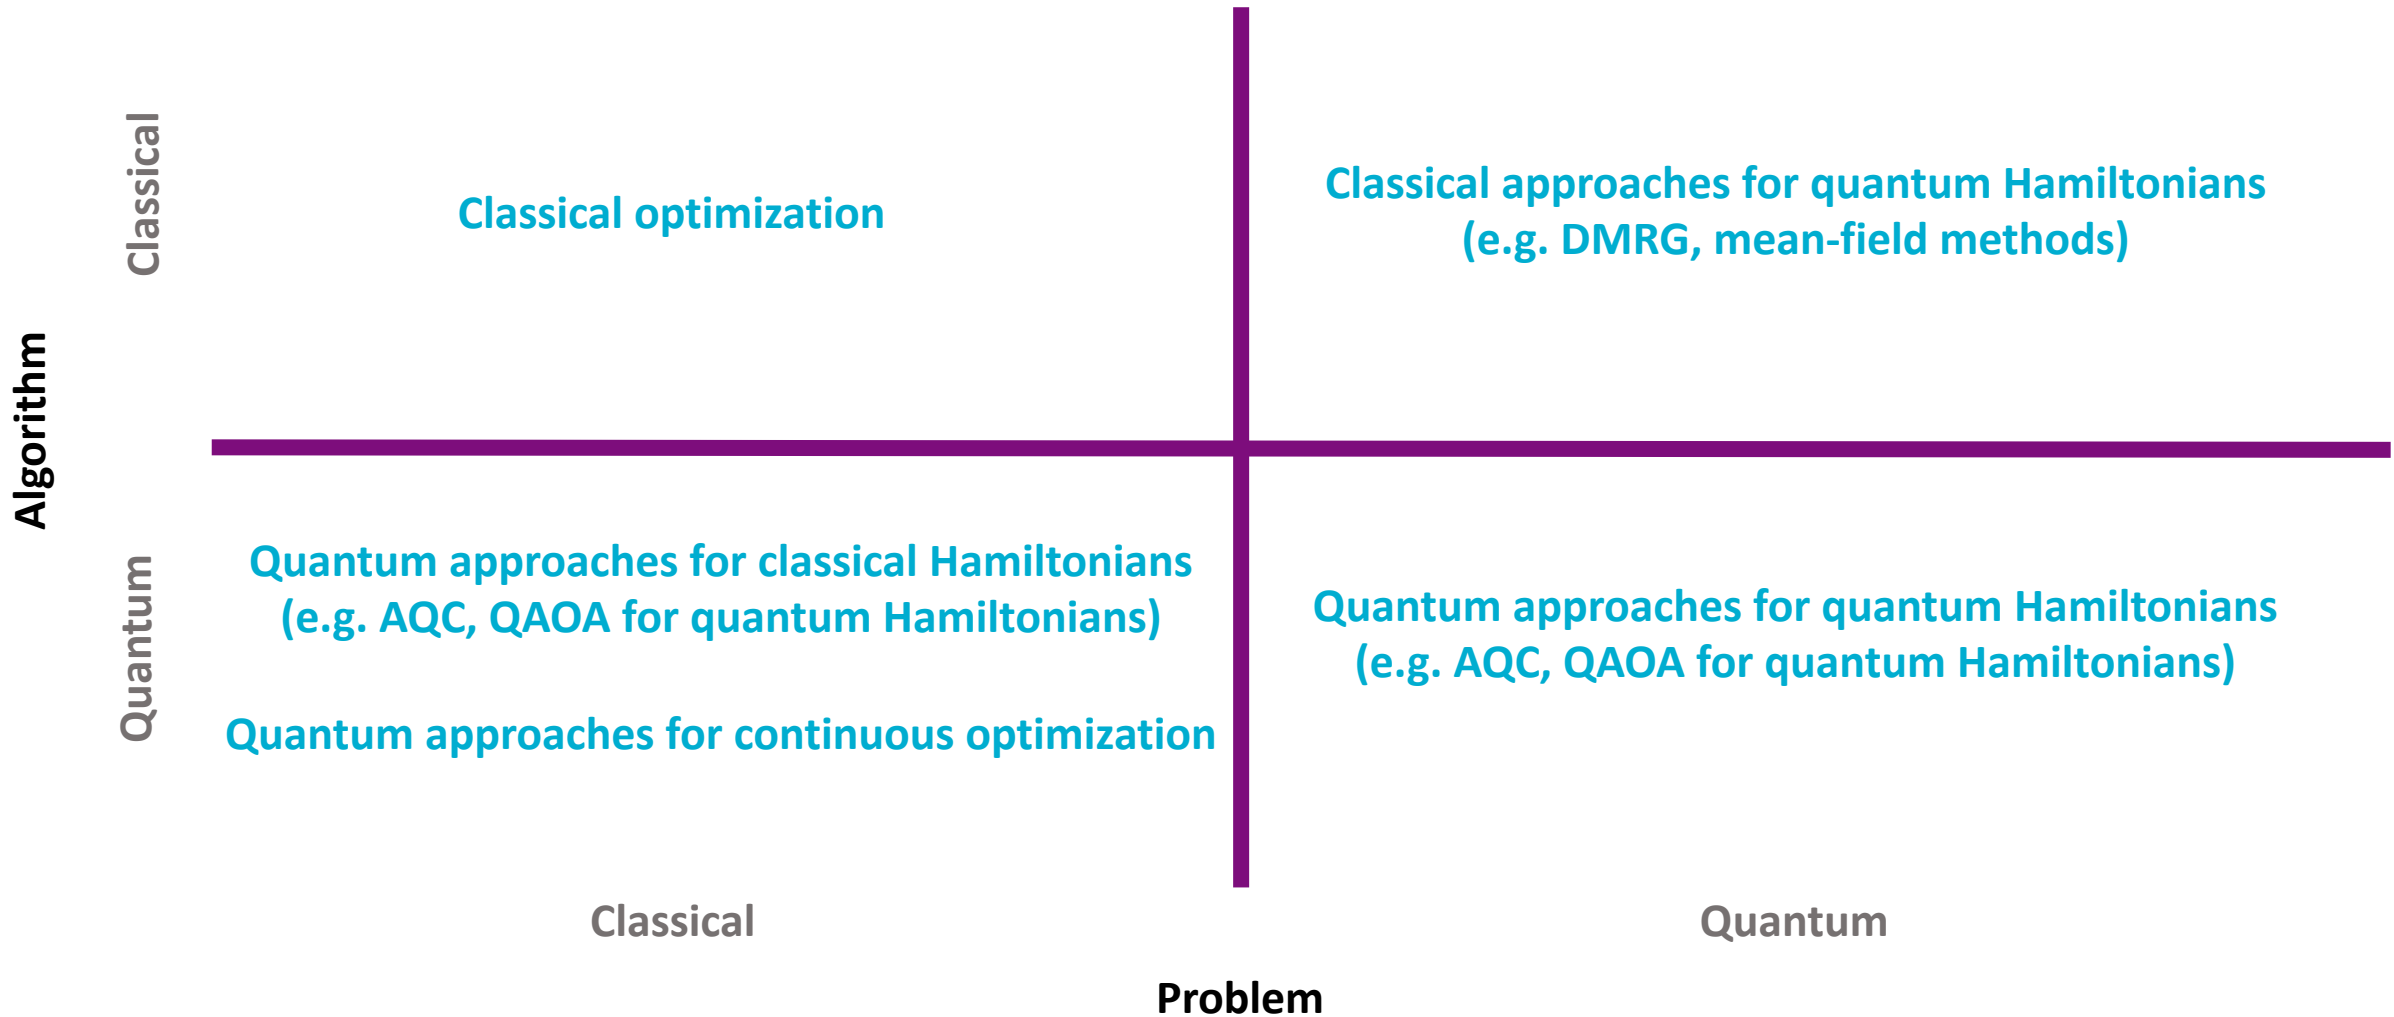 Algorithm
Classical
Classical optimization
Classical approaches for quantum Hamiltonians
(e.g. DMRG, mean-field methods)
Quantum
Quantum approaches for classical Hamiltonians
(e.g. AQC, QAOA for quantum Hamiltonians)
Quantum approaches for continuous optimization
Quantum approaches for quantum Hamiltonians
(e.g. AQC, QAOA for quantum Hamiltonians)
Classical
Quantum
Problem